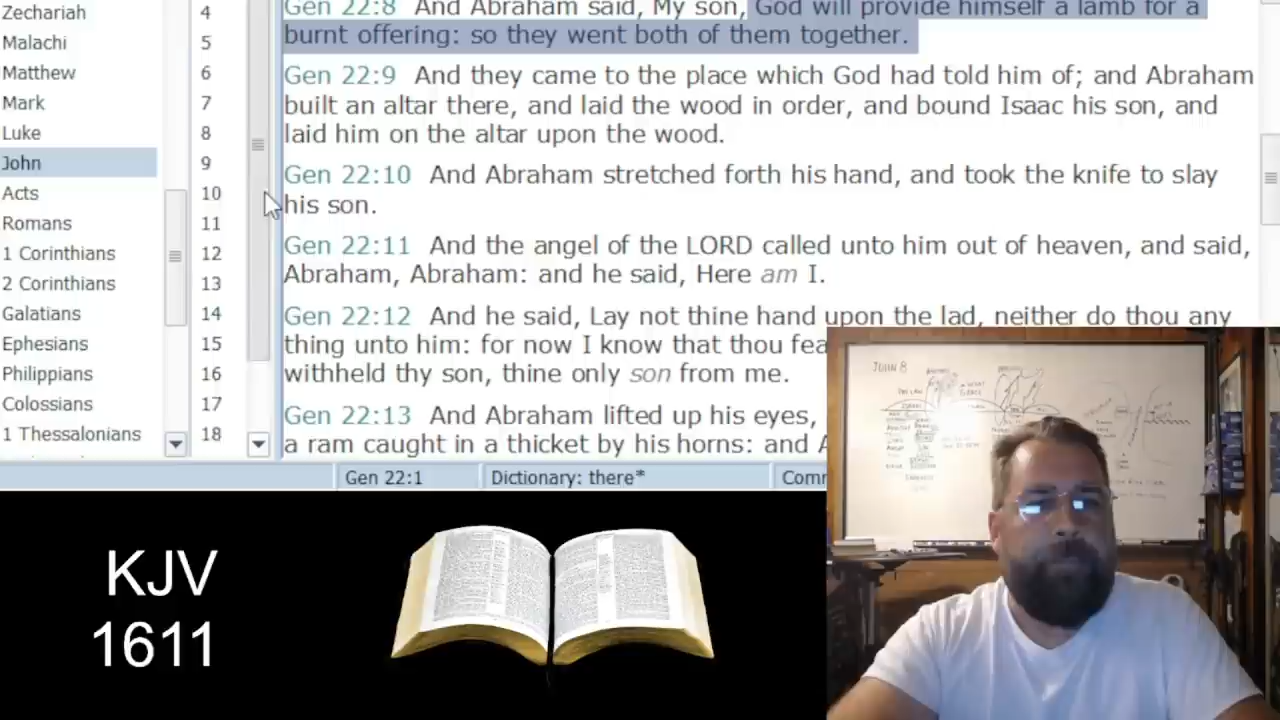 Zechariah
Malachi
Matthew
Mark
Luke
John
Acts
Romans
1 Corinthians
2 Corinthians
Galatians
Ephesians
Philippians
Colossians
1 Thessalonians
4
5
6
7
8
9
10
11
12
13
14
15
16
17
18
Gen 22:8 And Abraham said, My son, God will provide himself a lamb for a
burnt offering: so they went both of them together.
Gen 22:9 And they came to the place which God had told him of; and Abraham
built an altar there, and laid the wood in order, and bound Isaac his son, and
laid him on the altar upon the wood.
Gen 22:10 And Abraham stretched forth his hand, and took the knife to slay
his son.
Gen 22:11 And the angel of the LORD called unto him out of heaven, and said,
Abraham, Abraham: and he said, Here am I.
Gen 22:12 And he said, Lay not thine hand upon the lad, neither do thou any
thing unto him: for now I know that thou fea
withheld thy son, thine only son from me.
Gen 22:13 And Abraham lifted up his eyes,
a ram caught in a thicket by his horns: and A
Gen 22:1
Dictionary: there*
Comm
KJV
1611
JOHN 8
GRACE